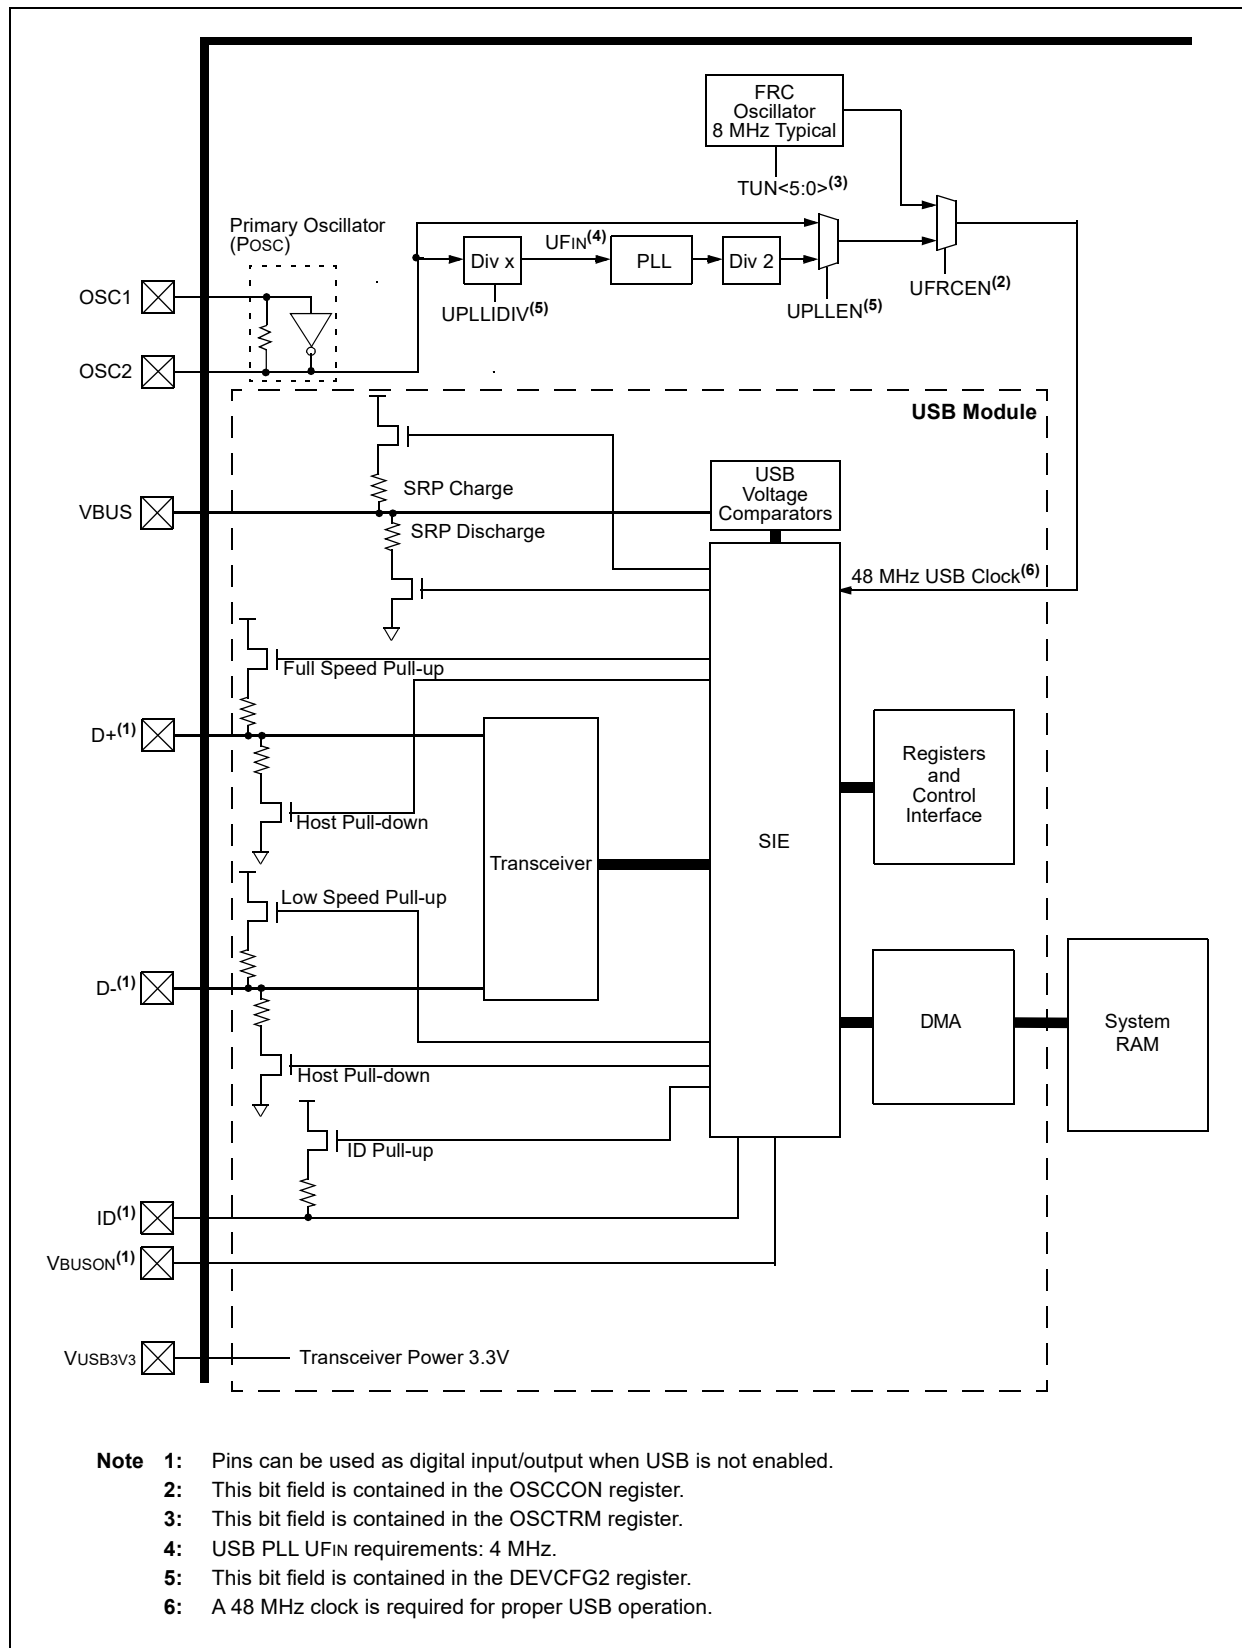 FRC
Oscillator
8 MHz Typical
TUN<5:0>(3)
Primary Oscillator
(POSC)
UFIN(4)
Div x
PLL
Div 2
UPLLIDIV(5)
UPLLEN(5)
UFRCEN(2)
OSC1
OSC2
USB Module
VBUS
SRP Charge
SRP Discharge
USB
Voltage
Comparators
48 MHz USB Clock(6)
Full Speed Pull-up
D+(1)
Host Pull-down
Registers
and
Control
Interface
SIE
Transceiver
Low Speed Pull-up
D-(1)
Host Pull-down
DMA
System
RAM
ID Pull-up
ID(1)
VBUSON(1)
VUSB3V3
Transceiver Power 3.3V
Note 1: Pins can be used as digital input/output when USB is not enabled.
2: This bit field is contained in the OSCCON register.
3: This bit field is contained in the OSCTRM register.
4: USB PLL UFIN requirements: 4 MHz.
5: This bit field is contained in the DEVCFG2 register.
6: A 48 MHz clock is required for proper USB operation.